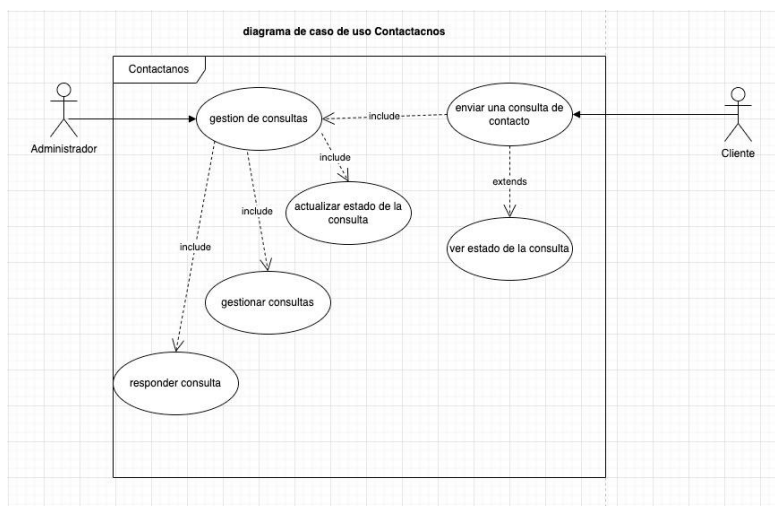 diagrama de caso de uso Contactacnos
Contactanos
Administrador
gestion de consultas
include
enviar una consulta de
contacto
Cliente
include
actualizar estado de la
consulta
extends
ver estado de la consulta
include
gestionar consultas
include
responder consulta